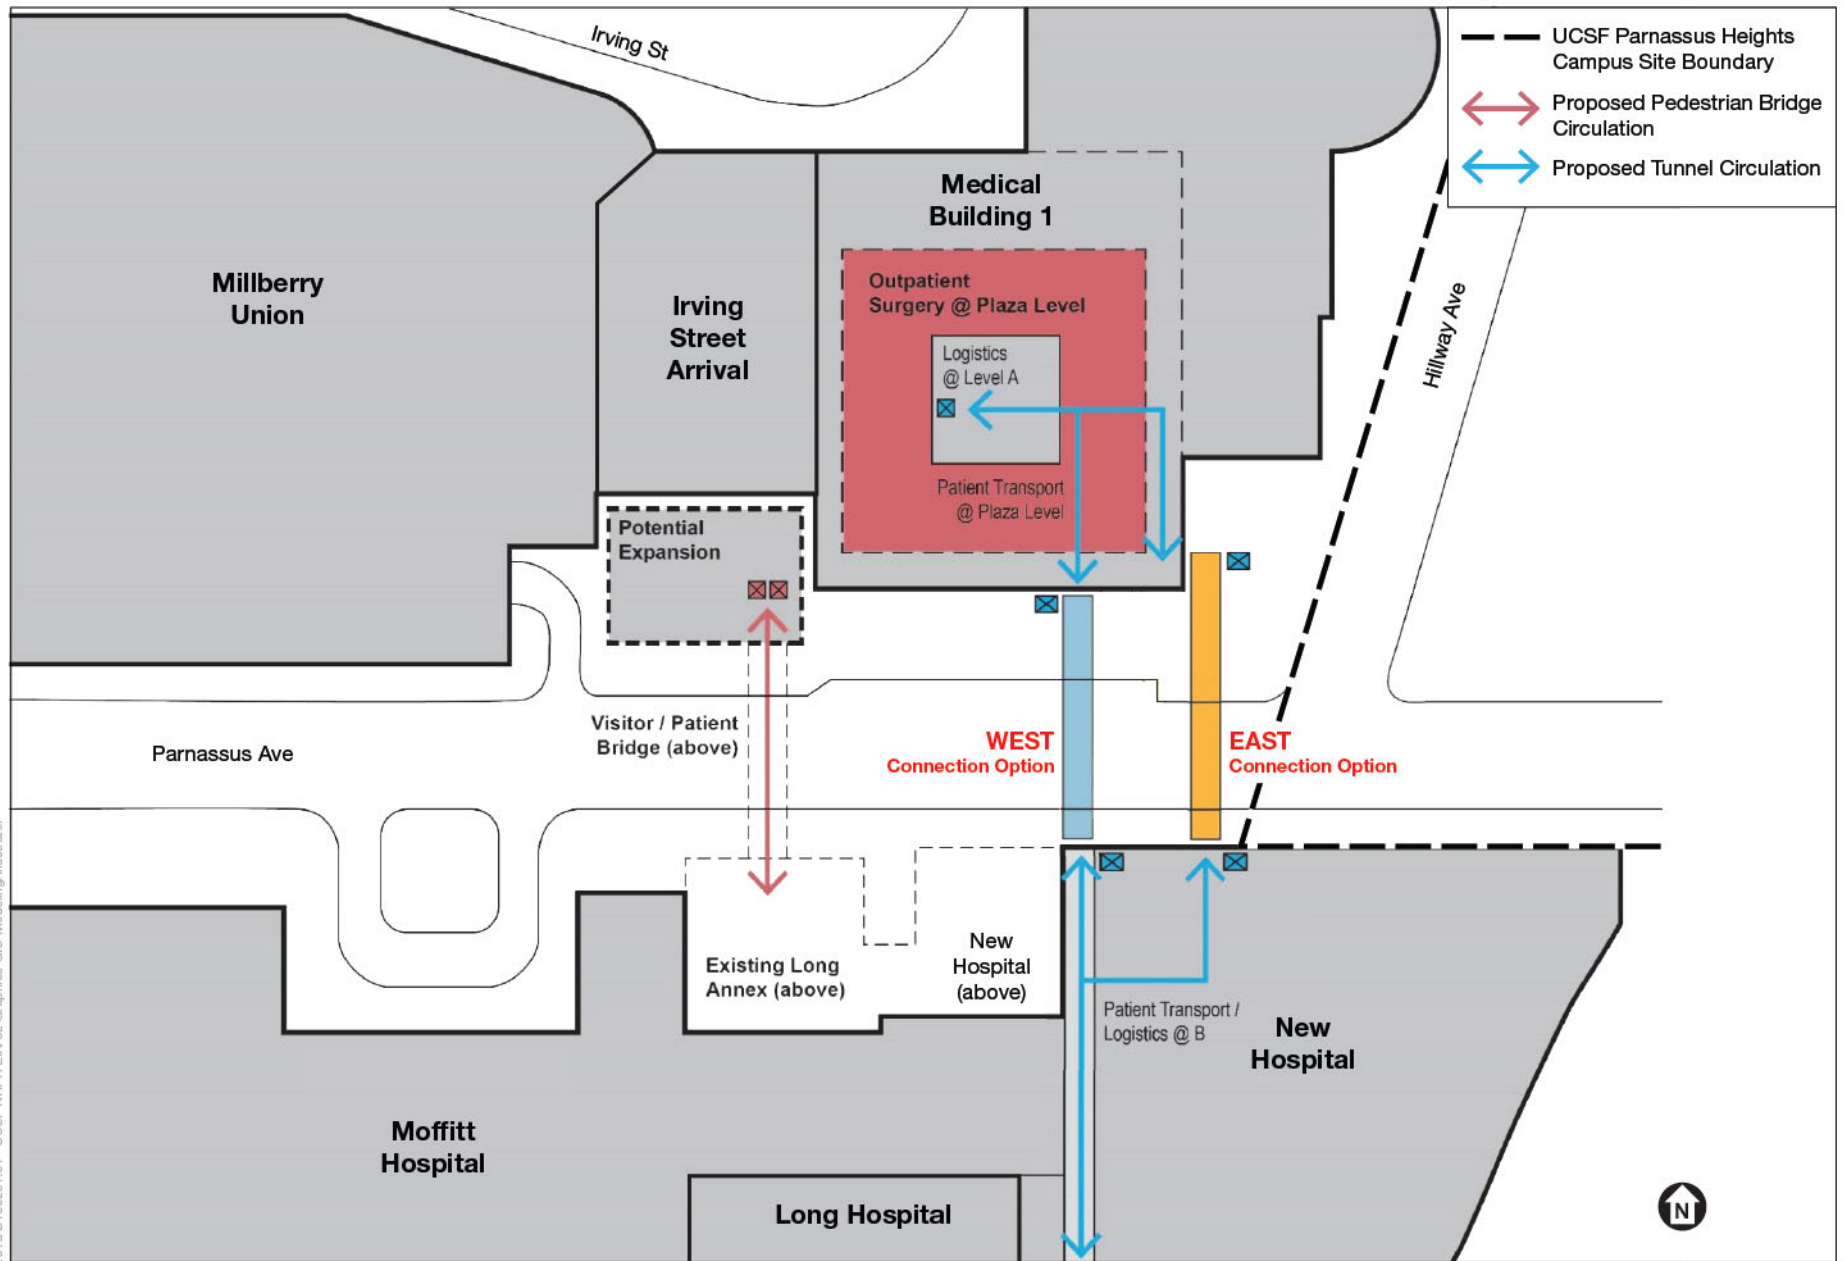 Irving St
UCSF Parnassus Heights
Campus Site Boundary
Proposed Pedestrian Bridge
Circulation
Proposed Tunnel Circulation
Medical
Building 1
Millberry
Union
Irving
Street
Arrival
Outpatient
Surgery @ Plaza Level
Logistics
@ Level A
Hillway Ave
Patient Transport
@ Plaza Level
Potential
Expansion
Visitor / Patient
Bridge (above)
Parnassus Ave
WEST
Connection Option
EAST
Connection Option
Existing Long
Annex (above)
New
Hospital
(above)
Patient Transport /
Logistics @ B
New
Hospital
Moffitt
Hospital
Long Hospital
N